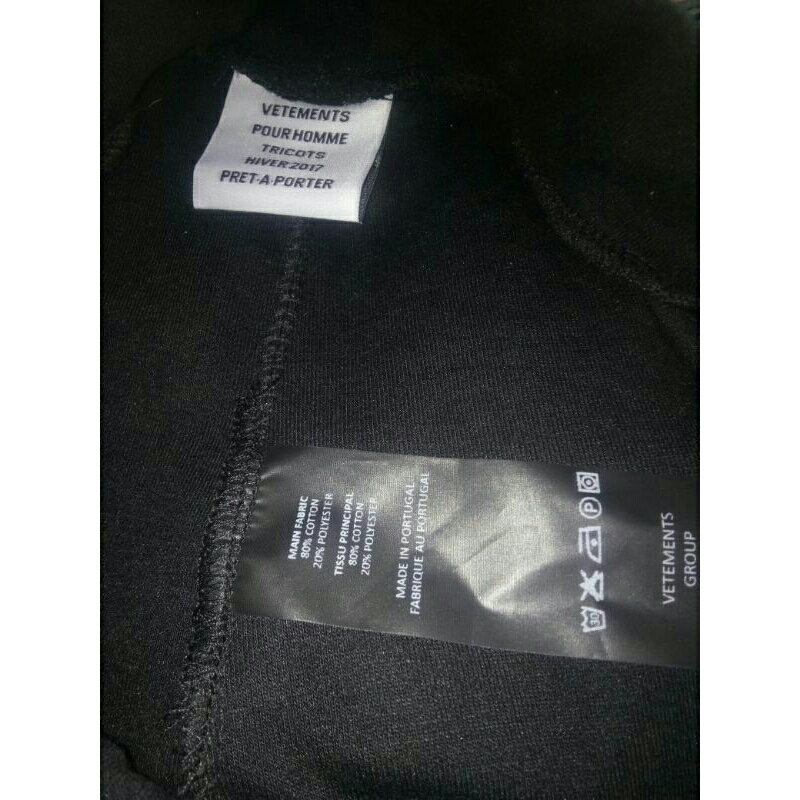 VETEMENTS
POUR HOMME
TRICOTS
HIVER 2017
PRET-A-PORTER
MAIN FABRIC
80% COTTON
20% POLYESTER
TISSU PRINCIPAL
80% COTTON
20% POLYESTER
MADE IN PORTUGAL
FABRIQUE AU PORTUGAL
30
P
VETEMENTS
GROUP